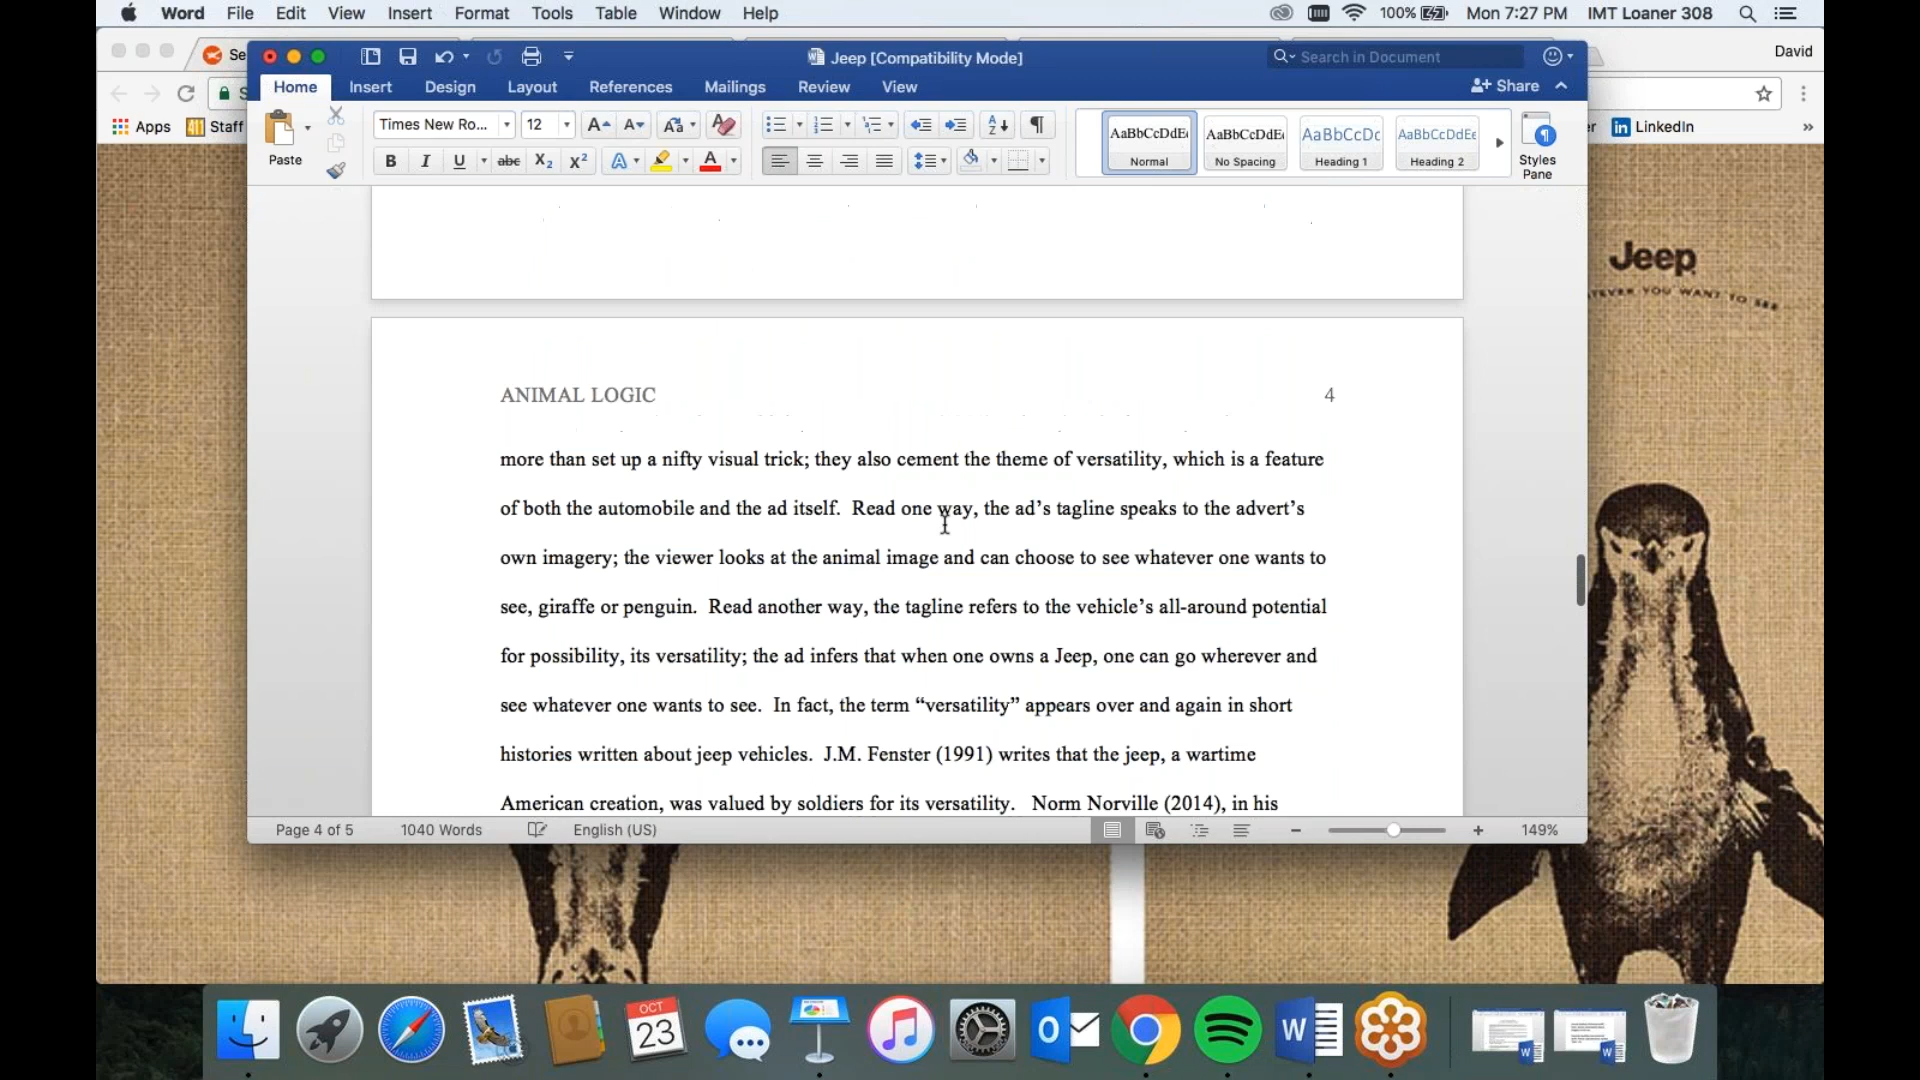 Word File Edit View Insert Format Tools Table Window Help 100% Mon 7:27 PM IMT Loaner 308
Se
David
Jeep [Compatibility Mode]
Search in Document
Home Insert Design Layout References Mailings Review View
Share
S
Apps
Staff
LinkedIn
Paste
Times New Ro... 12
B I U abc X2 X2
AaBbCcDdE AaBbCcDdE AaBbCcDc AaBbCcDdEe
Normal No Spacing Heading 1 Heading 2
Styles
Pane
Jeep
YOU WANT TO SEE
ANIMAL LOGIC 4
more than set up a nifty visual trick; they also cement the theme of versatility, which is a feature
of both the automobile and the ad itself.  Read one way, the ad’s tagline speaks to the advert’s
own imagery; the viewer looks at the animal image and can choose to see whatever one wants to
see, giraffe or penguin.  Read another way, the tagline refers to the vehicle’s all-around potential
for possibility, its versatility; the ad infers that when one owns a Jeep, one can go wherever and
see whatever one wants to see.  In fact, the term “versatility” appears over and again in short
histories written about jeep vehicles.  J.M. Fenster (1991) writes that the jeep, a wartime
American creation, was valued by soldiers for its versatility.   Norm Norville (2014), in his
Page 4 of 5 1040 Words English (US) 149%
OCT
23